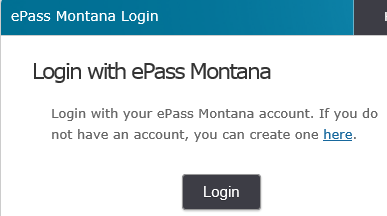 ePass Montana Login
Login with ePass Montana
Login with your ePass Montana account. If you do
not have an account, you can create one here.
Login